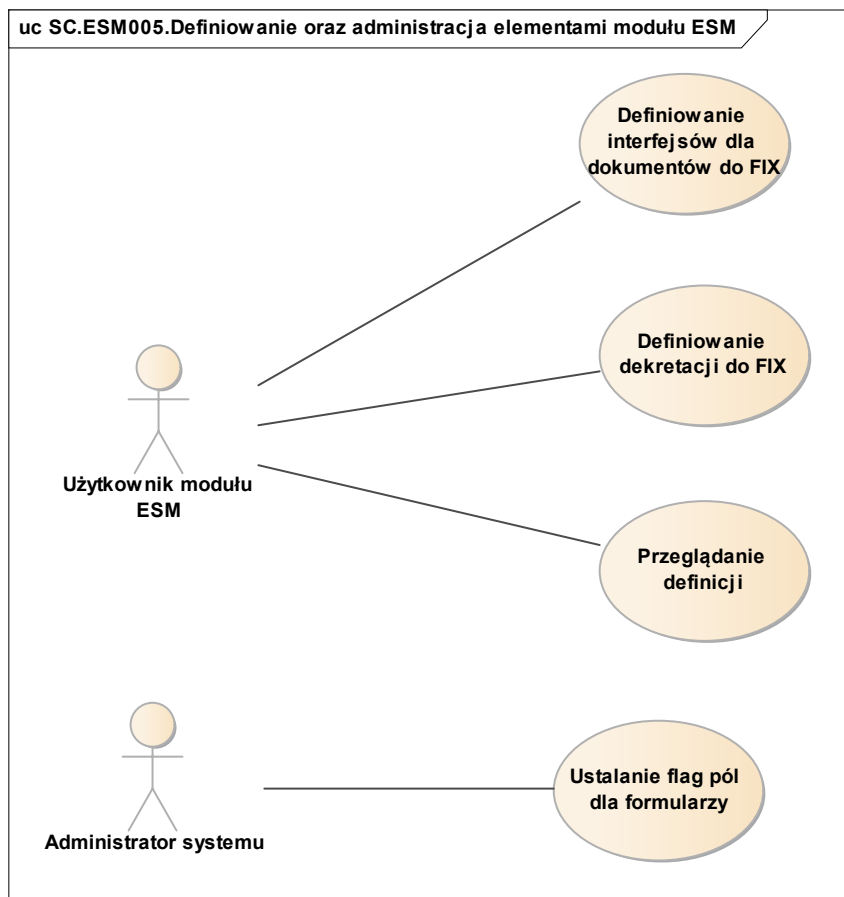 uc SC.ESM005.Definiowanie oraz administracja elementami modułu ESM
Definiowanie
interfejsów dla
dokumentów do FIX
Definiowanie
dekretacji do FIX
Użytkownik modułu
ESM
Przeglądanie
definicji
Ustalanie flag pól
dla formularzy
Administrator systemu